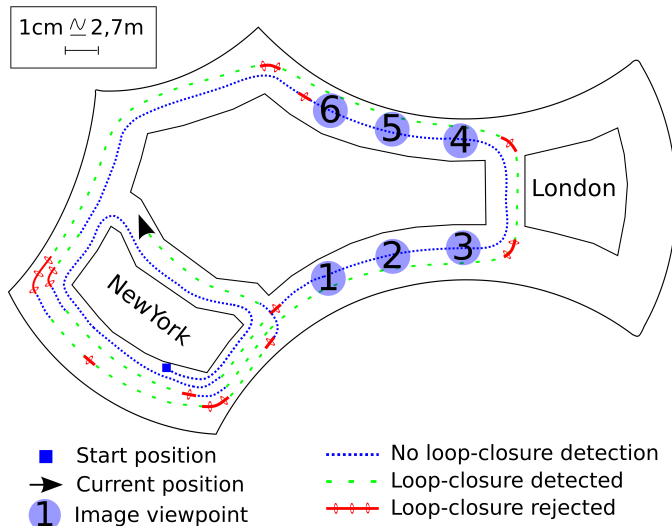 1cm ≃ 2,7m
6
5
4
London
3
2
1
NewYork
Start position
Current position
1 Image viewpoint
No loop-closure detection
Loop-closure detected
Loop-closure rejected